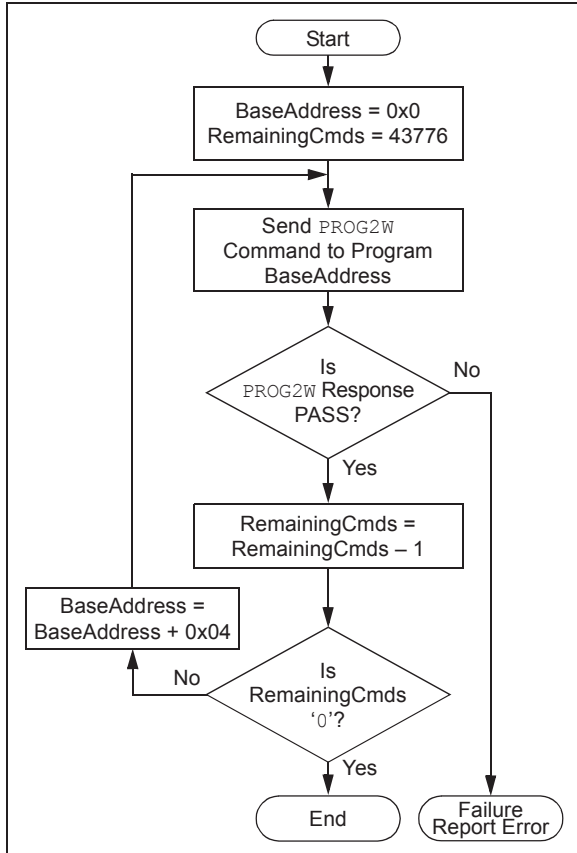 Start
BaseAddress = 0x0
RemainingCmds = 43776
Send PROG2W
Command to Program
BaseAddress
Is
PROG2W Response
PASS?
No
Yes
RemainingCmds =
RemainingCmds – 1
BaseAddress =
BaseAddress + 0x04
Is
RemainingCmds
‘0’?
No
Yes
End
Failure
Report Error